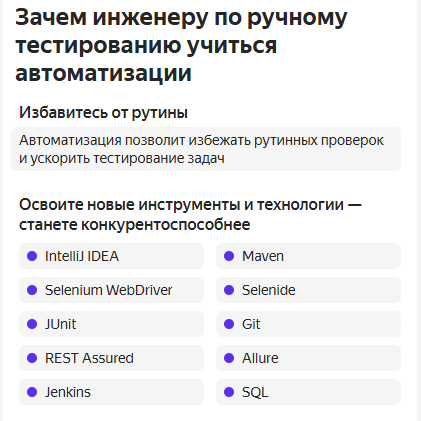 Зачем инженеру по ручному
тестированию учиться
автоматизации
Избавитесь от рутины
Автоматизация позволит избежать рутинных проверок
и ускорить тестирование задач
Освоите новые инструменты и технологии —
станете конкурентоспособнее
IntelliJ IDEA
Maven
Selenium WebDriver
Selenide
JUnit
Git
REST Assured
Allure
Jenkins
SQL